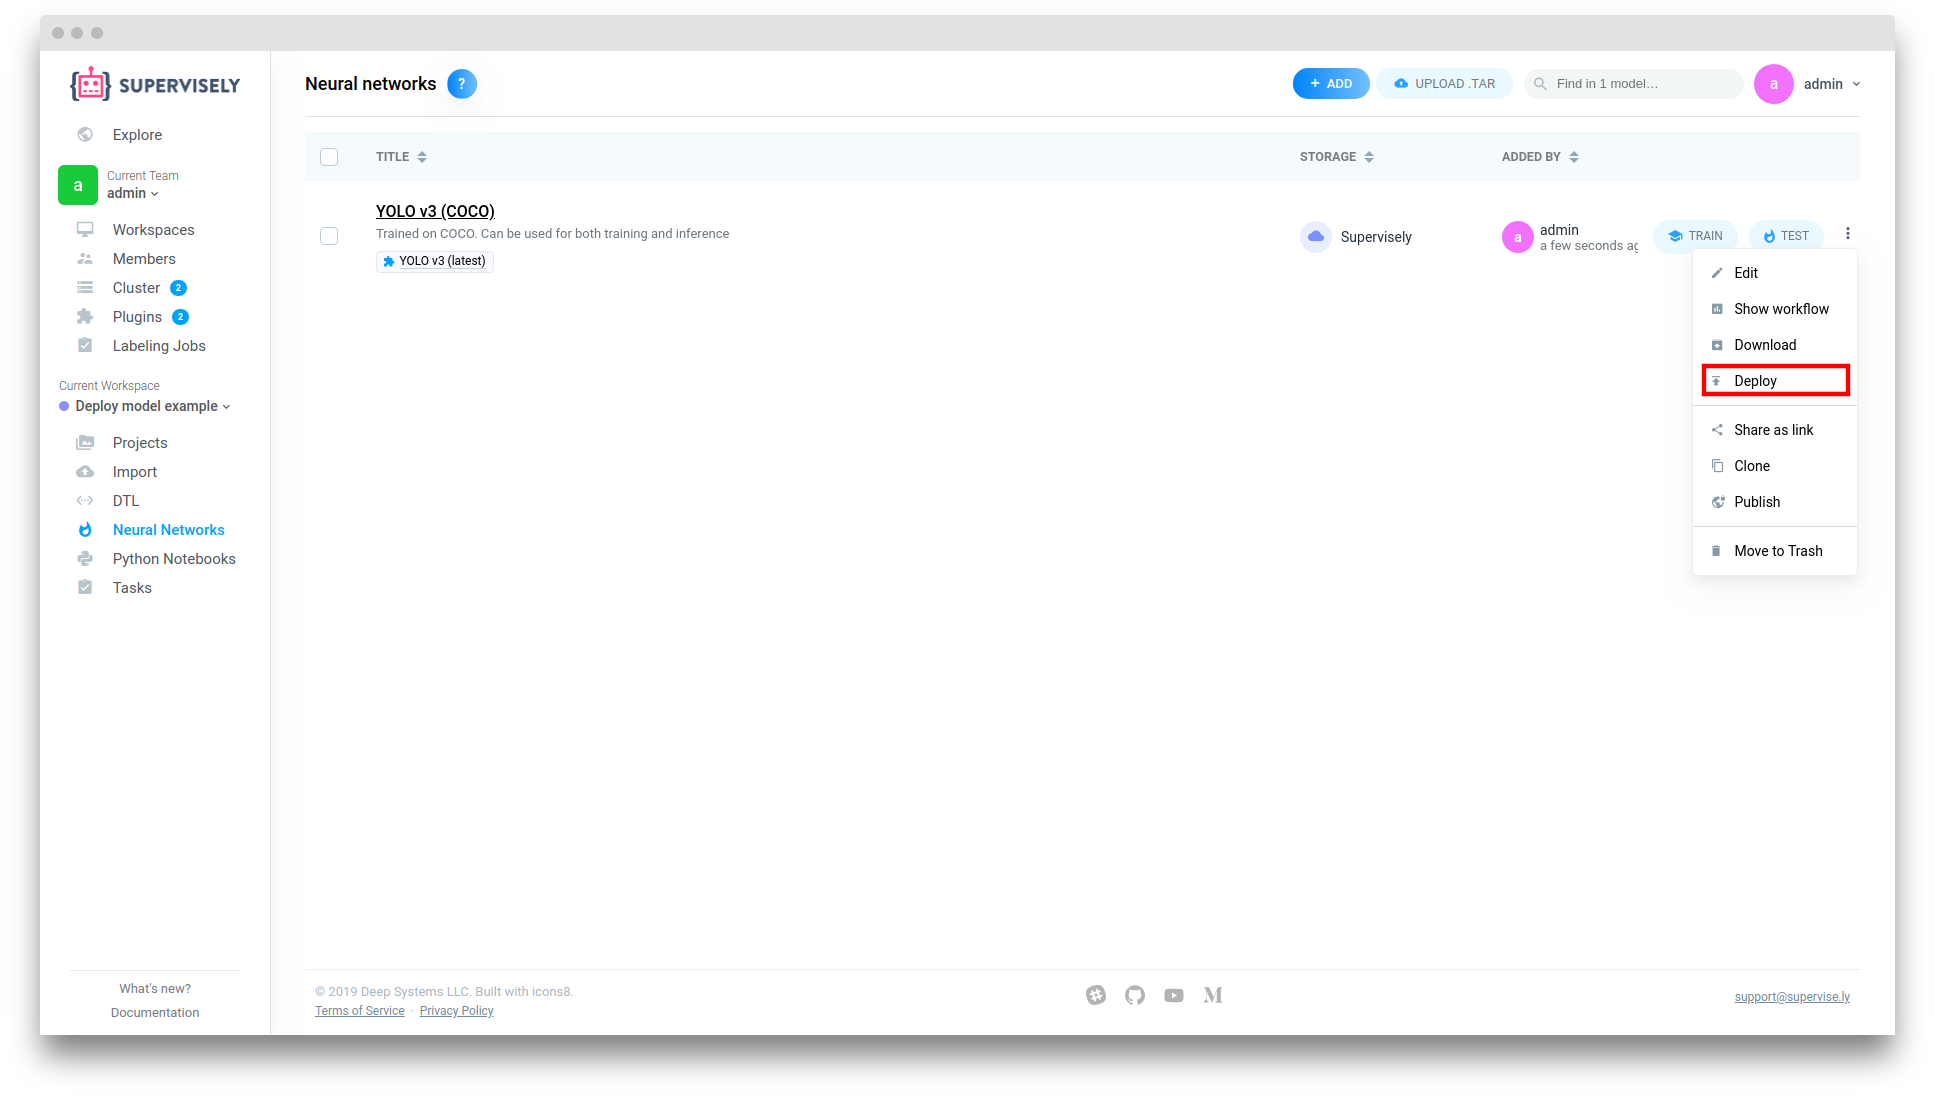 SUPERVISELY
Explore
a
Current Team
admin
Workspaces
Members
Cluster 2
Plugins 2
Labeling Jobs
Current Workspace
Deploy model example
Projects
Import
DTL
Neural Networks
Python Notebooks
Tasks
What's new?
Documentation
Neural networks ?
+ ADD
UPLOAD .TAR
Find in 1 model...
a admin
TITLE STORAGE ADDED BY
YOLO v3 (COCO)
Trained on COCO. Can be used for both training and inference
YOLO v3 (latest)
Supervisely
a admin
a few seconds ag
TRAIN
TEST
Edit
Show workflow
Download
Deploy
Share as link
Clone
Publish
Move to Trash
© 2019 Deep Systems LLC. Built with icons8.
Terms of Service · Privacy Policy
M
support@supervise.ly